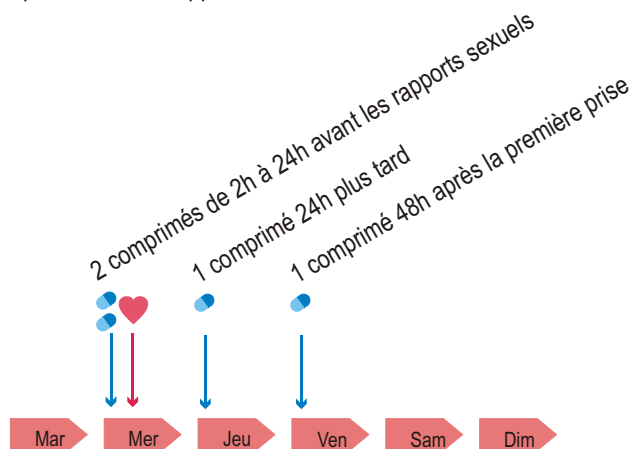 2 comprimés de 2h à 24h avant les rapports sexuels
1 comprimé 24h plus tard
1 comprimé 48h après la première prise
Mar
Mer
Jeu
Ven
Sam
Dim